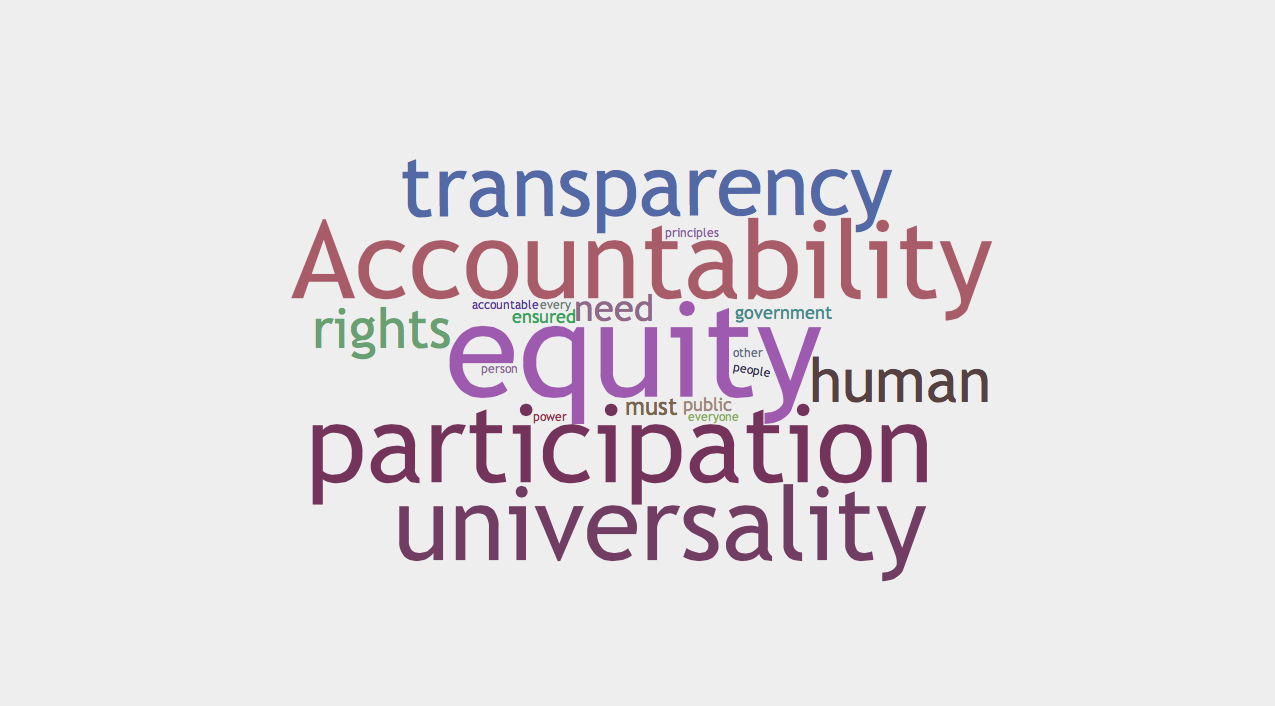 transparency
principles
Accountability
accountable every need
ensured government
rights
equity
other
person people
human
must public
power everyone
participation
universality